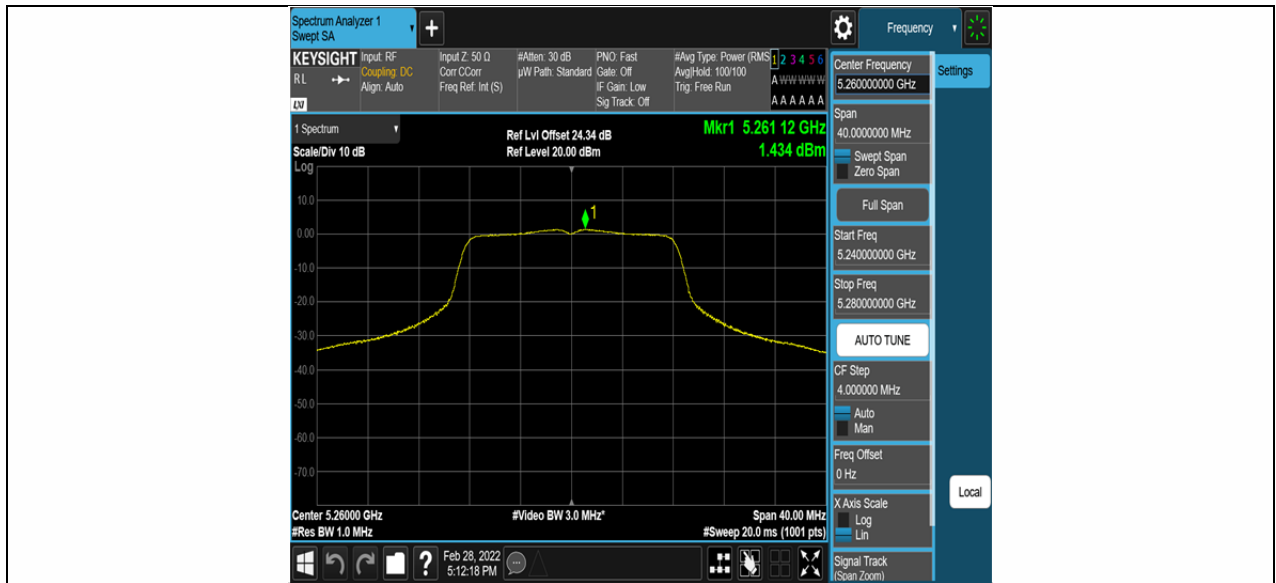 Spectrum Analyzer 1
Swept SA
+
Frequency
KEYSIGHT
RL
LXI
Input: RF
Coupling: DC
Align: Auto
Input Z: 50 Ω
Corr CCorr
Freq Ref: Int (S)
#Atten: 30 dB
µW Path: Standard
PNO: Fast
Gate: Off
IF Gain: Low
Sig Track: Off
#Avg Type: Power (RMS
Avg|Hold: 100/100
Trig: Free Run
1 2 3 4 5 6
A W W W W W
A A A A A A
1 Spectrum
Scale/Div 10 dB
Log
Ref Lvl Offset 24.34 dB
Ref Level 20.00 dBm
Mkr1 5.261 12 GHz
1.434 dBm
10.0
1
0.00
-10.0
-20.0
-30.0
-40.0
-50.0
-60.0
-70.0
Center 5.26000 GHz
#Res BW 1.0 MHz
#Video BW 3.0 MHz*
Span 40.00 MHz
#Sweep 20.0 ms (1001 pts)
?
Feb 28, 2022
5:12:18 PM
Center Frequency
5.260000000 GHz
Span
40.0000000 MHz
Swept Span
Zero Span
Full Span
Start Freq
5.240000000 GHz
Stop Freq
5.280000000 GHz
AUTO TUNE
CF Step
4.000000 MHz
Auto
Man
Freq Offset
0 Hz
X Axis Scale
Log
Lin
Signal Track
(Span Zoom)
Settings
Local